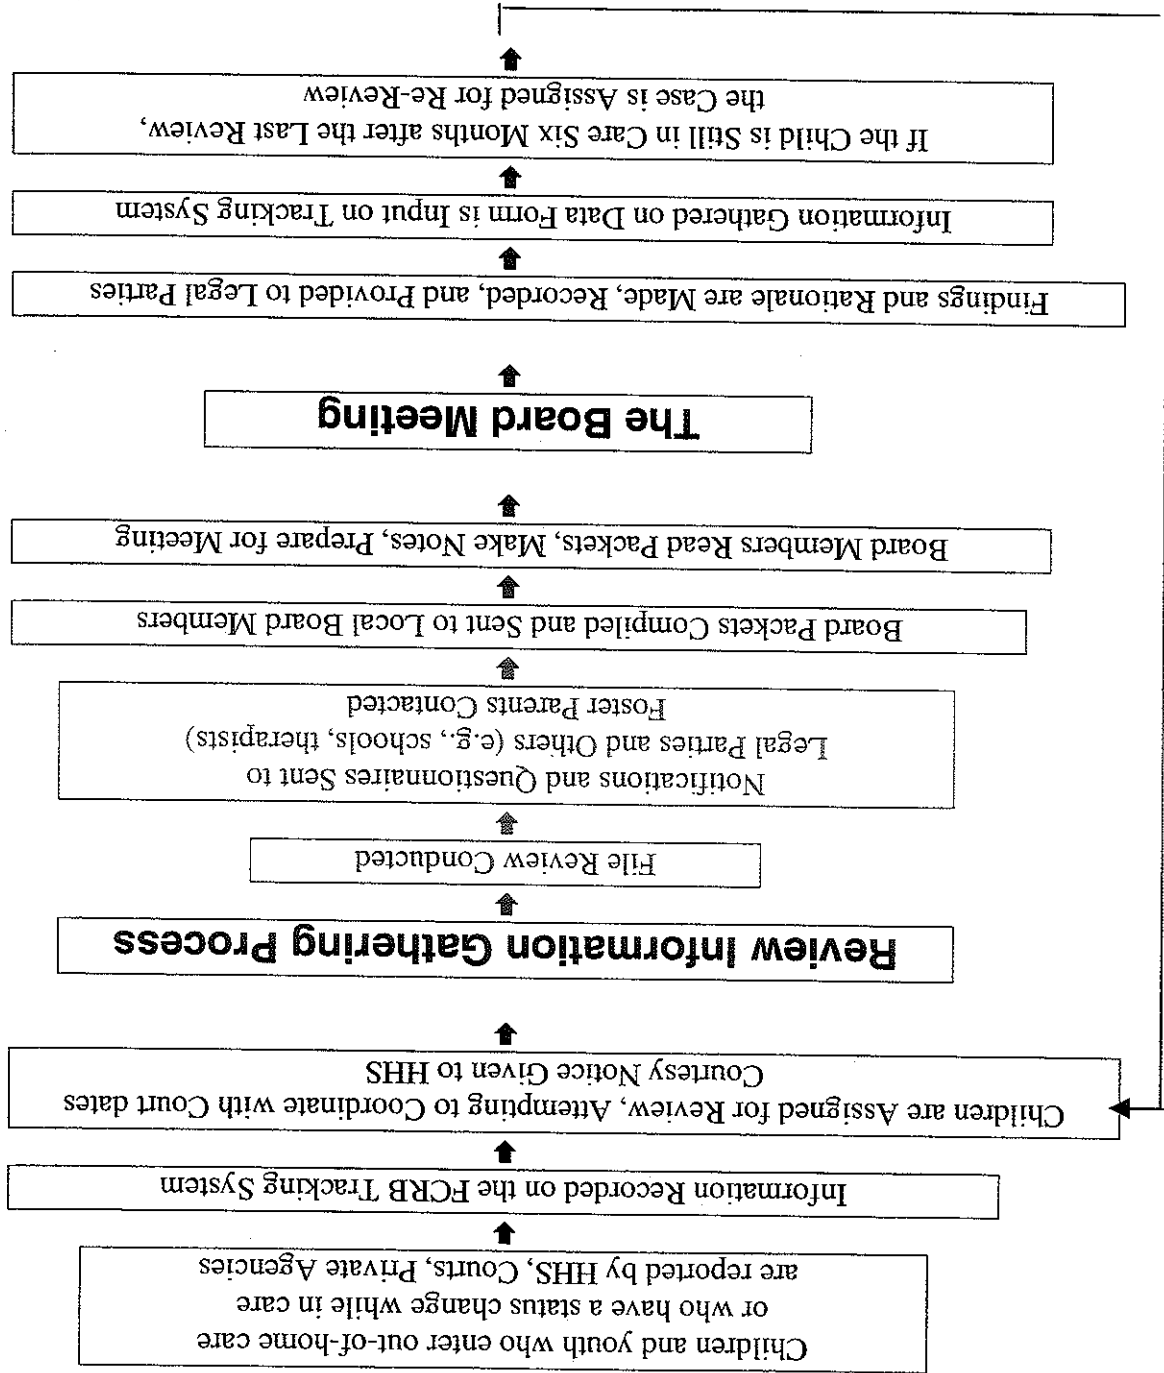 Children and youth who enter out-of-home care
or who have a status change while in care
are reported by HHS, Courts, Private Agencies
Information Recorded on the FCRB Tracking System
Children are Assigned for Review, Attempting to Coordinate with Court dates
Courtesy Notice Given to HHS
Review Information Gathering Process
File Review Conducted
Notifications and Questionnaires Sent to
Legal Parties and Others (e.g., schools, therapists)
Foster Parents Contacted
Board Packets Compiled and Sent to Local Board Members
Board Members Read Packets, Make Notes, Prepare for Meeting
The Board Meeting
Findings and Rationale are Made, Recorded, and Provided to Legal Parties
Information Gathered on Data Form is Input on Tracking System
If the Child is Still in Care Six Months after the Last Review,
the Case is Assigned for Re-Review